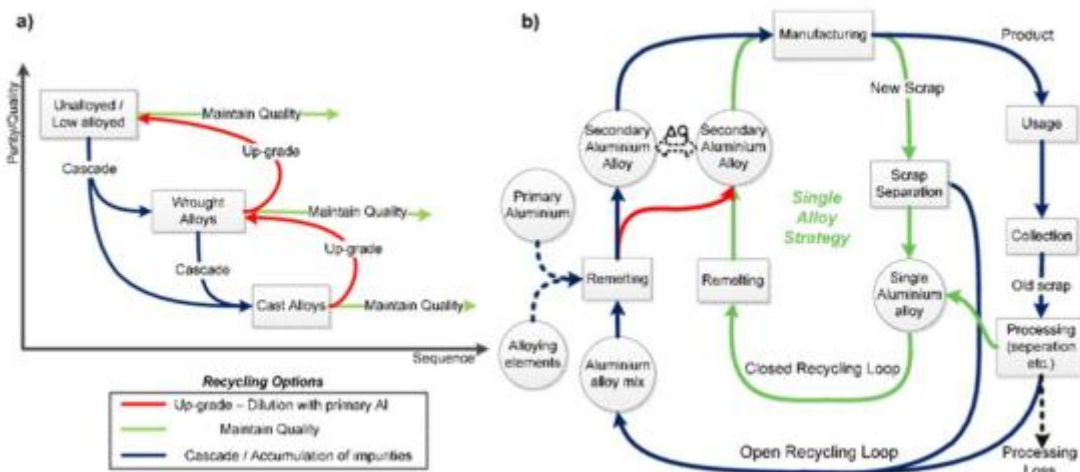 a)
Purity/Quality
Unalloyed /
Low alloyed
Maintain Quality
Up-grade
Cascade
Wrought
Alloys
Maintain Quality
Up-grade
Cascade
Cast Alloys
Maintain Quality
Sequence
Recycling Options
Up-grade – Dilution with primary Al
Maintain Quality
Cascade / Accumulation of impurities
b)
Manufacturing
Product
New Scrap
Secondary
Aluminium
Alloy
ΔQ
Secondary
Aluminium
Alloy
Usage
Scrap
Separation
Primary
Aluminium
Single
Alloy
Strategy
Collection
Remelting
Remelting
Old scrap
Single
Aluminium
alloy
Processing
(seperation
etc.)
Alloying
elements
Aluminium
alloy mix
Closed Recycling Loop
Open Recycling Loop
Processing
Loss